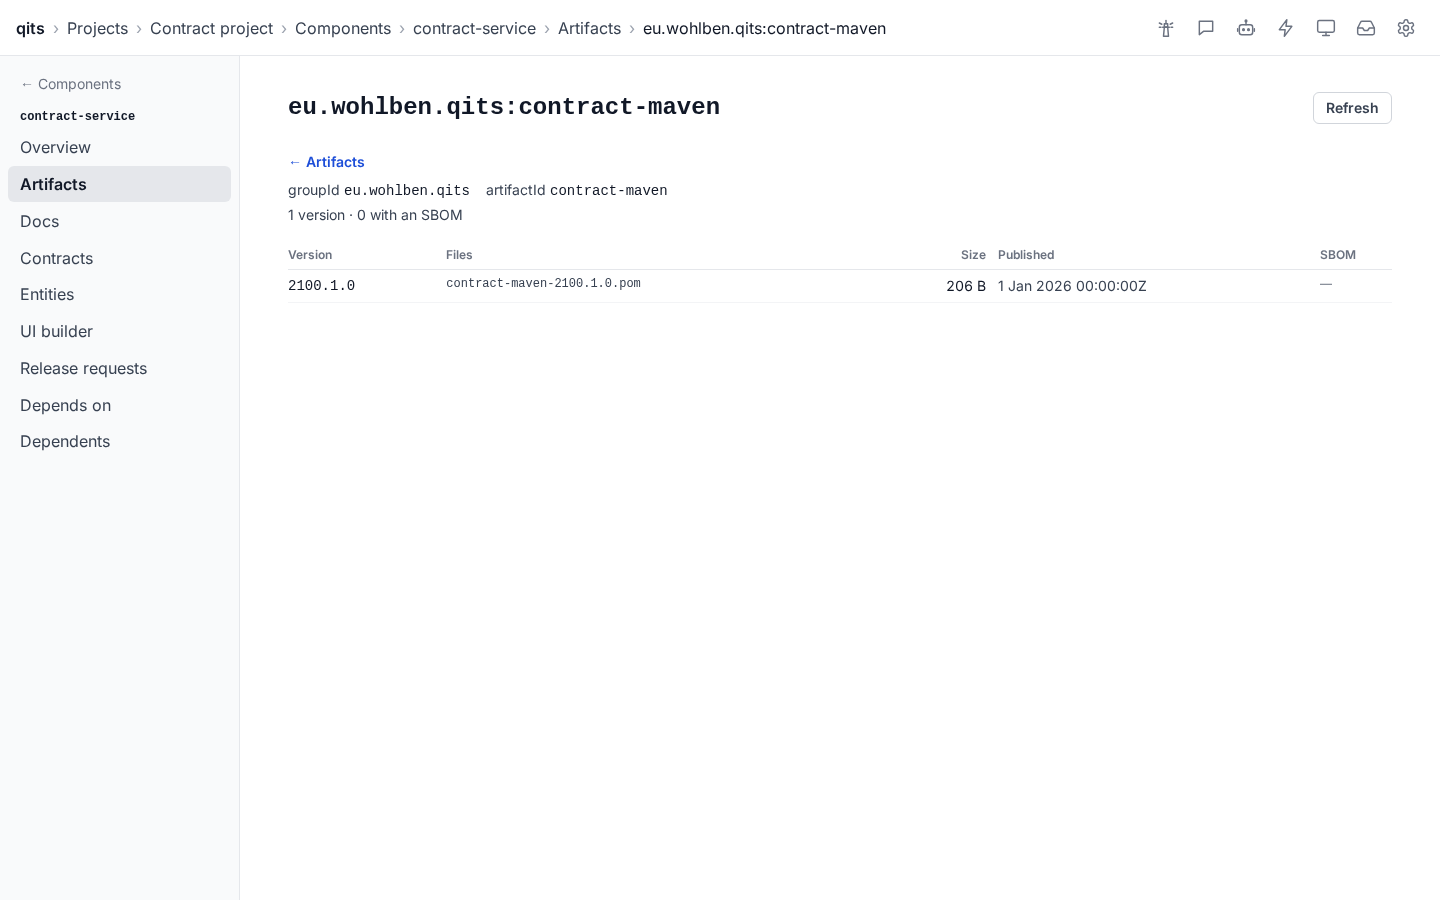 qits › Projects › Contract project › Components › contract-service › Artifacts › eu.wohlben.qits:contract-maven
← Components
contract-service
Overview
Artifacts
Docs
Contracts
Entities
UI builder
Release requests
Depends on
Dependents
eu.wohlben.qits:contract-maven
Refresh
← Artifacts
groupId eu.wohlben.qits artifactId contract-maven
1 version · 0 with an SBOM
Version Files Size Published SBOM
2100.1.0 contract-maven-2100.1.0.pom 206 B 1 Jan 2026 00:00:00Z —